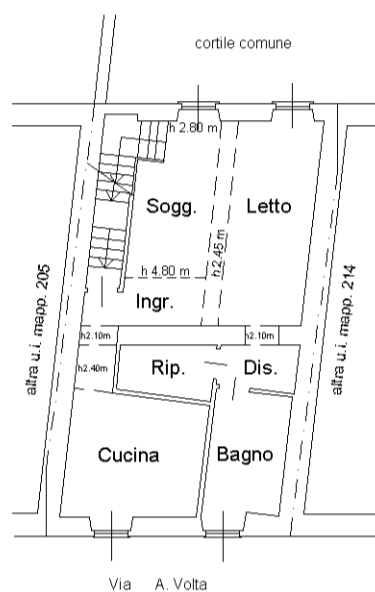 cortile comune
h 2.80 m
Sogg.
Letto
h 2.45 m
h 4.80 m
Ingr.
altra u.i. mapp. 205
altra u.i. mapp. 214
h2.10m
h2.10m
h2.40m
Rip.
Dis.
Cucina
Bagno
Via A. Volta